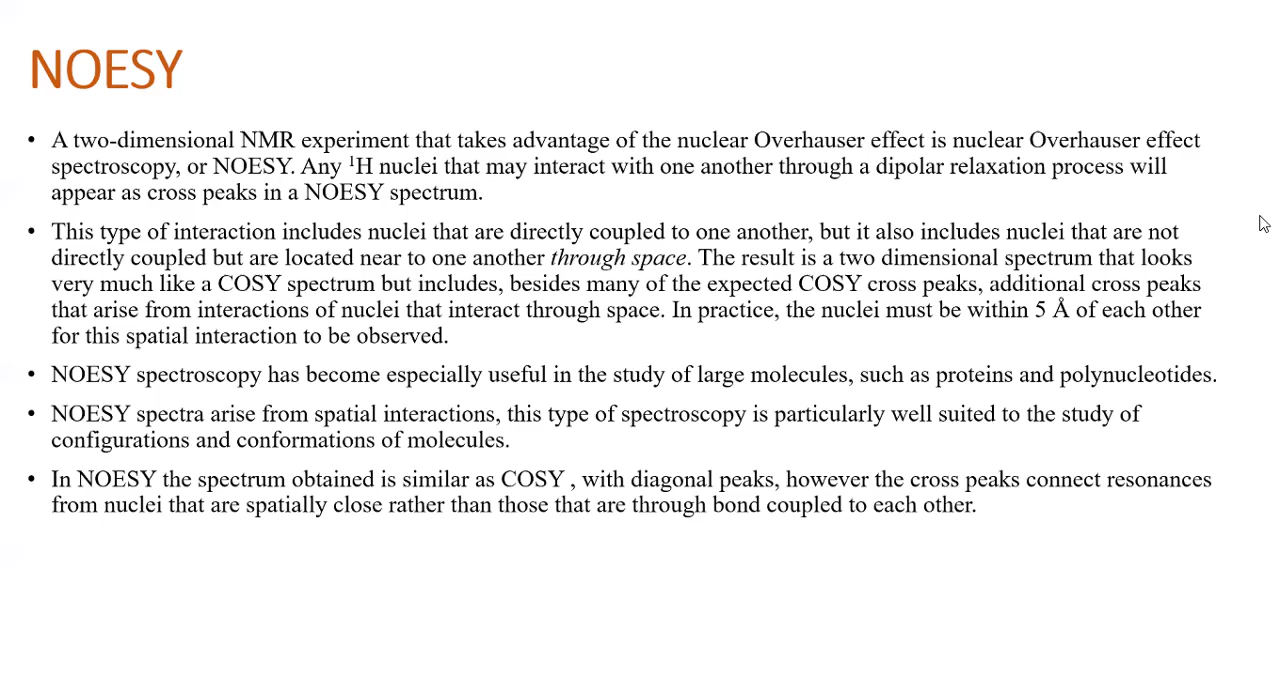 NOESY
• A two-dimensional NMR experiment that takes advantage of the nuclear Overhauser effect is nuclear Overhauser effect
spectroscopy, or NOESY. Any ¹H nuclei that may interact with one another through a dipolar relaxation process will
appear as cross peaks in a NOESY spectrum.
• This type of interaction includes nuclei that are directly coupled to one another, but it also includes nuclei that are not
directly coupled but are located near to one another through space. The result is a two dimensional spectrum that looks
very much like a COSY spectrum but includes, besides many of the expected COSY cross peaks, additional cross peaks
that arise from interactions of nuclei that interact through space. In practice, the nuclei must be within 5 Å of each other
for this spatial interaction to be observed.
• NOESY spectroscopy has become especially useful in the study of large molecules, such as proteins and polynucleotides.
• NOESY spectra arise from spatial interactions, this type of spectroscopy is particularly well suited to the study of
configurations and conformations of molecules.
• In NOESY the spectrum obtained is similar as COSY , with diagonal peaks, however the cross peaks connect resonances
from nuclei that are spatially close rather than those that are through bond coupled to each other.